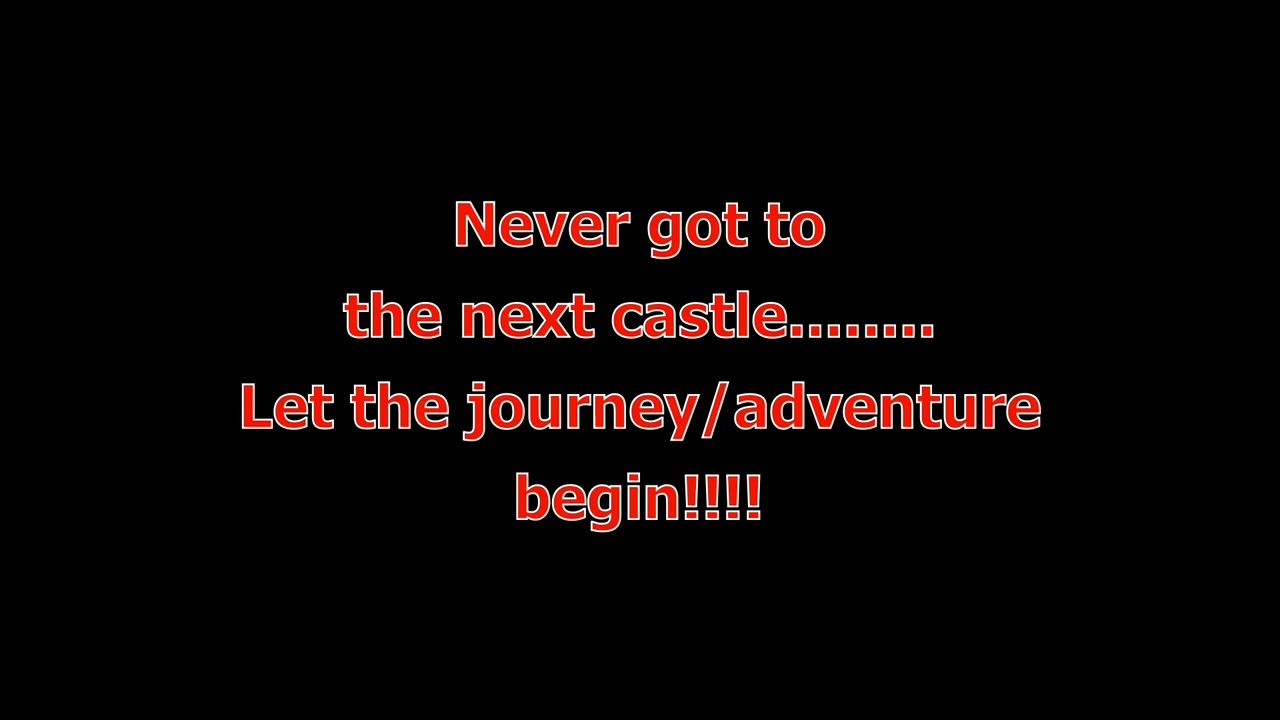 Never got to
the next castle........
Let the journey/adventure
begin!!!!